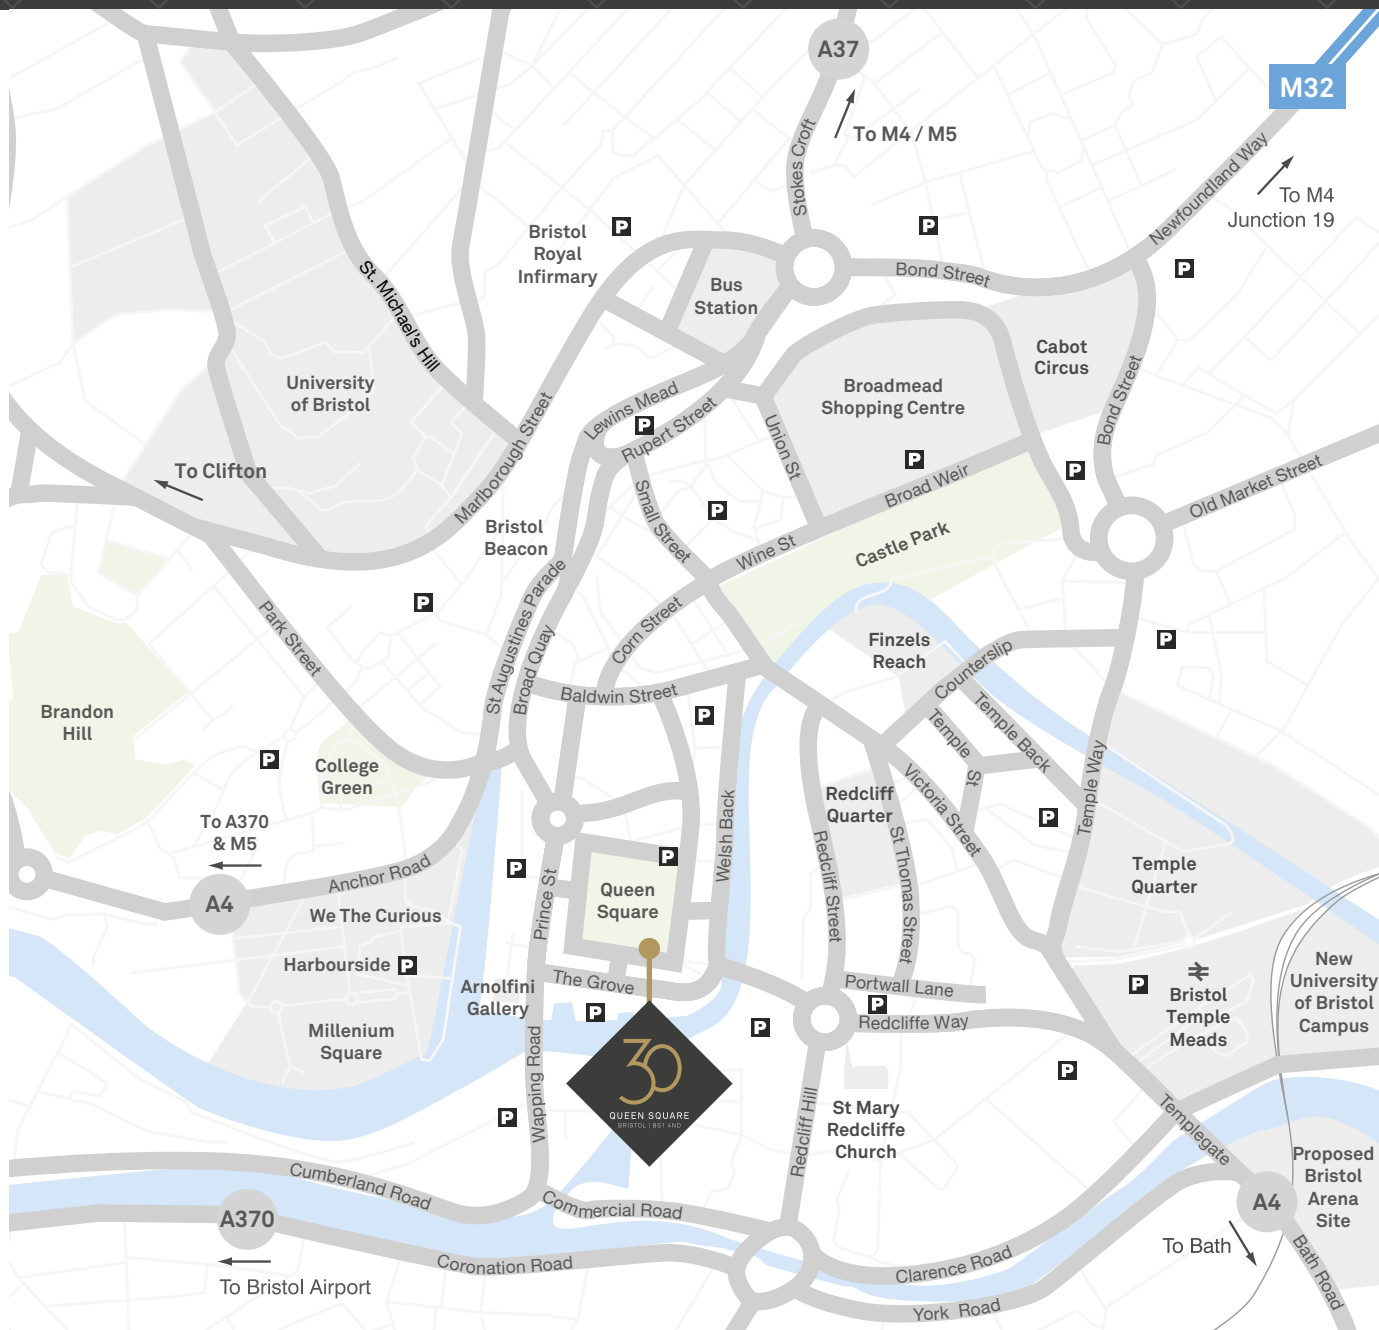 A37
M32
To M4 / M5
Stokes Croft
Newfoundland Way
To M4
Junction 19
P
P
Bristol
Royal
Infirmary
P
Bond Street
Bus
Station
St. Michael's Hill
Cabot
Circus
University
of Bristol
Broadmead
Shopping Centre
Bond Street
Lewins Mead
P
Rupert Street
Union St
Marlborough Street
To Clifton
P
Broad Weir
P
Old Market Street
Small Street
P
Bristol
Beacon
Wine St
Castle Park
St Augustines Parade
P
Park Street
Corn Street
Finzels
Reach
P
Counterslip
Broad Quay
Baldwin Street
Brandon
Hill
P
Temple St
Temple Back
P
College
Green
Temple Way
Victoria Street
Redcliff
Quarter
P
To A370
& M5
Welsh Back
Redcliff Street
St Thomas Street
P
P
Temple
Quarter
Anchor Road
A4
Queen
Square
Prince St
We The Curious
Harbourside P
The Grove
Arnolfini
Gallery
P
Portwall Lane
P
P
Redcliffe Way
P
Bristol
Temple
Meads
New
University
of Bristol
Campus
Millenium
Square
Wapping Road
30
QUEEN SQUARE
BRISTOL | BS1 4ND
P
P
Redcliff Hill
St Mary
Redcliffe
Church
Templegate
Proposed
Bristol
Arena
Site
Cumberland Road
Commercial Road
A4
A370
To Bristol Airport
Coronation Road
Clarence Road
York Road
To Bath
Bath Road